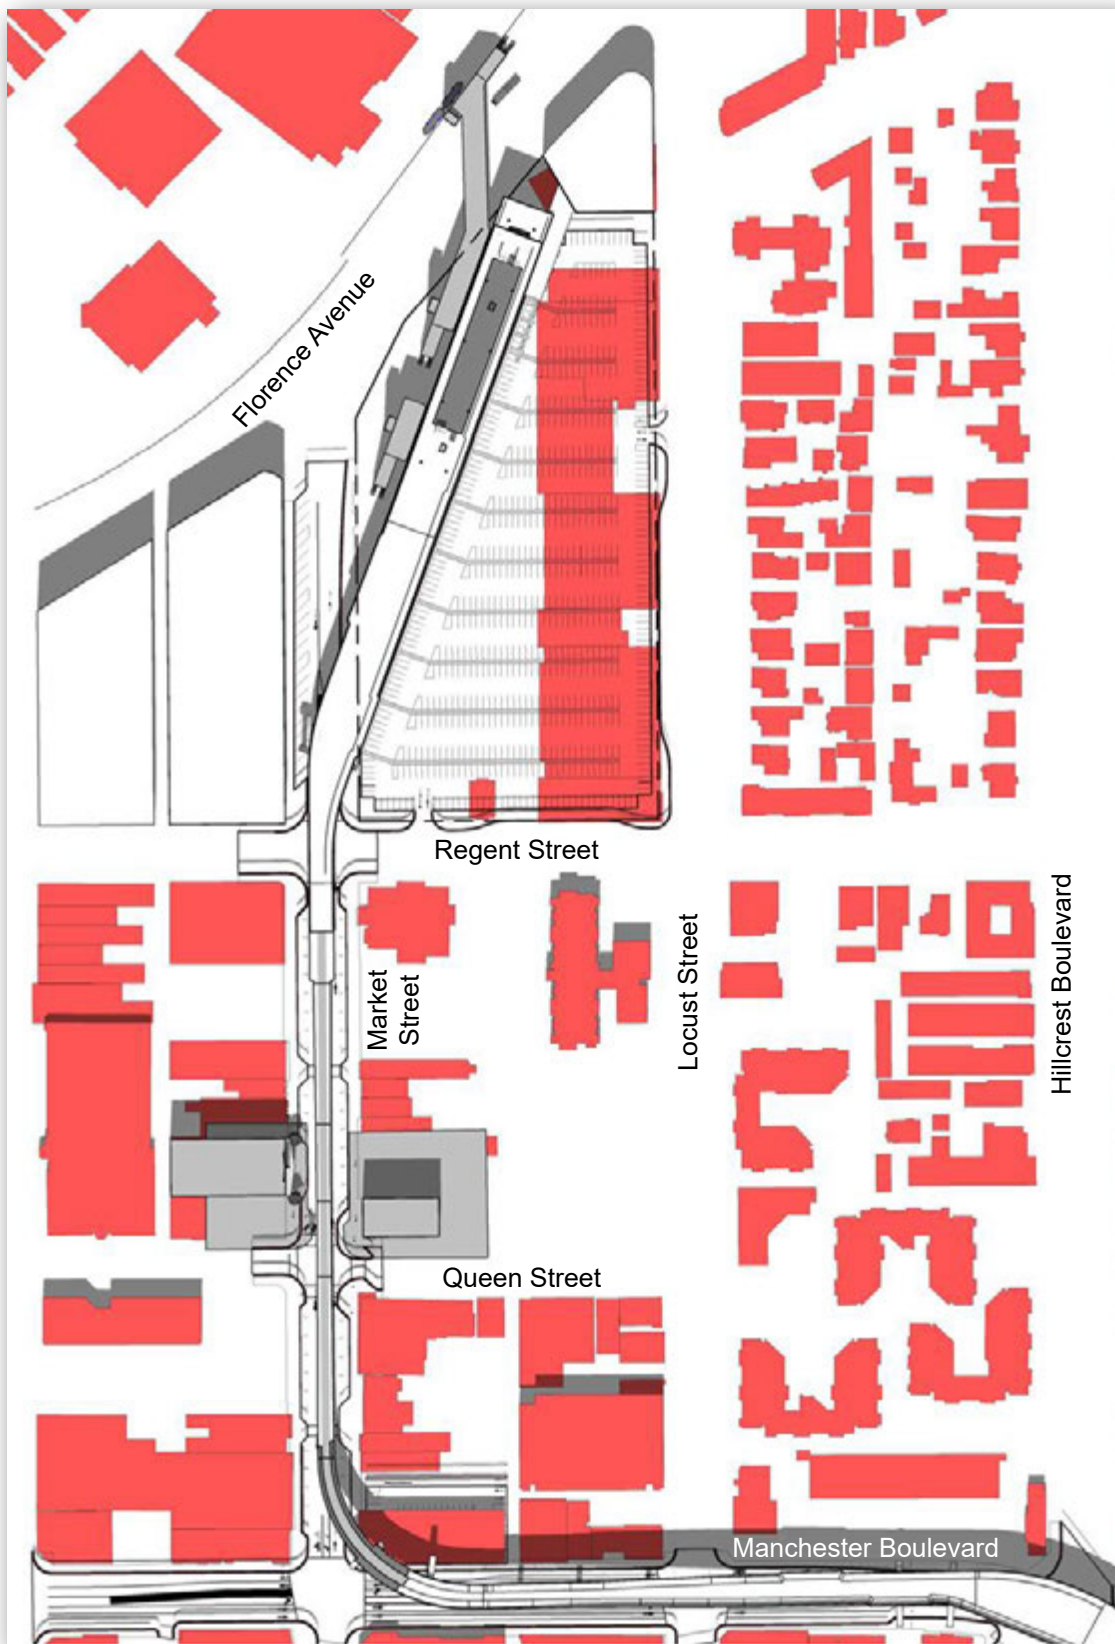 Florence Avenue
Regent Street
Market
Street
Locust Street
Hillcrest Boulevard
Queen Street
Manchester Boulevard